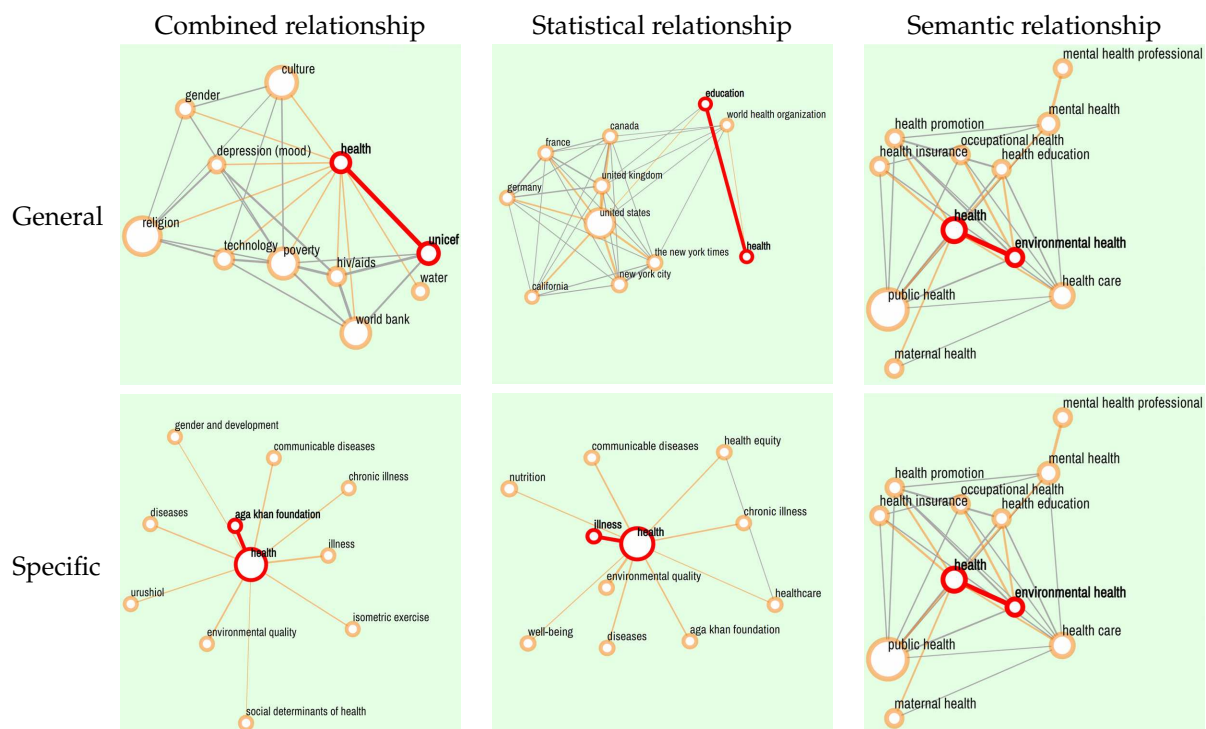 Combined relationship
Statistical relationship
Semantic relationship
General
culture
gender
health
depression (mood)
religion
unicef
technology
poverty
hiv/aids
water
world bank
education
world health organization
canada
france
united kingdom
germany
united states
the new york times
health
new york city
california
mental health professional
mental health
health promotion
occupational health
health insurance
health education
health
environmental health
public health
health care
maternal health
Specific
gender and development
communicable diseases
chronic illness
diseases
aga khan foundation
illness
health
urushiol
isometric exercise
environmental quality
social determinants of health
communicable diseases
health equity
nutrition
chronic illness
illness
health
environmental quality
healthcare
well-being
diseases
aga khan foundation
mental health professional
mental health
health promotion
occupational health
health insurance
health education
health
environmental health
public health
health care
maternal health